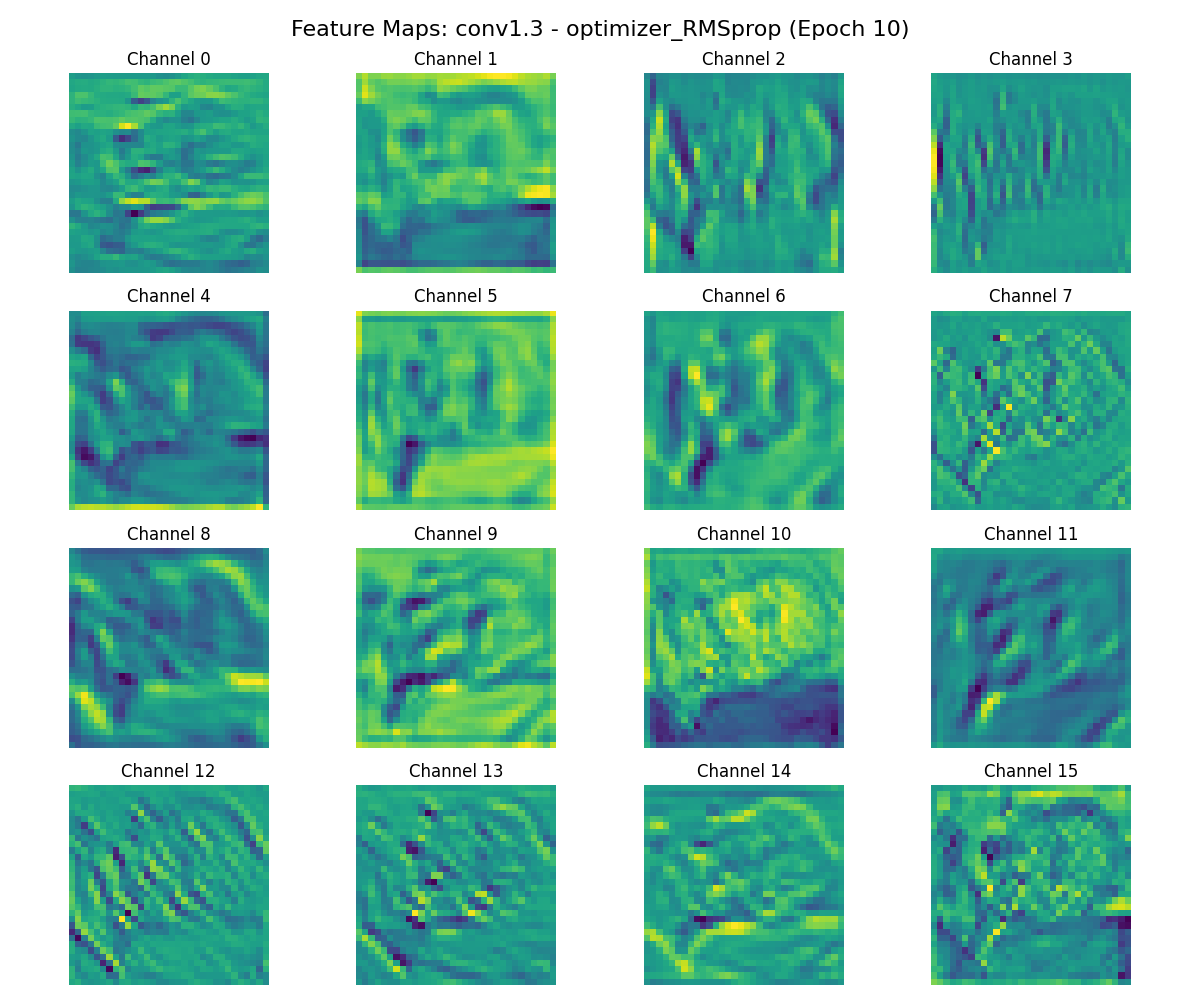 Feature Maps: conv1.3 - optimizer_RMSprop (Epoch 10)
Channel 0 Channel 1 Channel 2 Channel 3
Channel 4 Channel 5 Channel 6 Channel 7
Channel 8 Channel 9 Channel 10 Channel 11
Channel 12 Channel 13 Channel 14 Channel 15